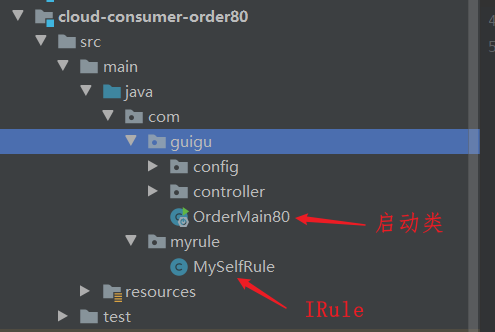 cloud-consumer-order80
src
main
java
com
guigu
config
controller
OrderMain80
启动类
myrule
MySelfRule
IRule
resources
test